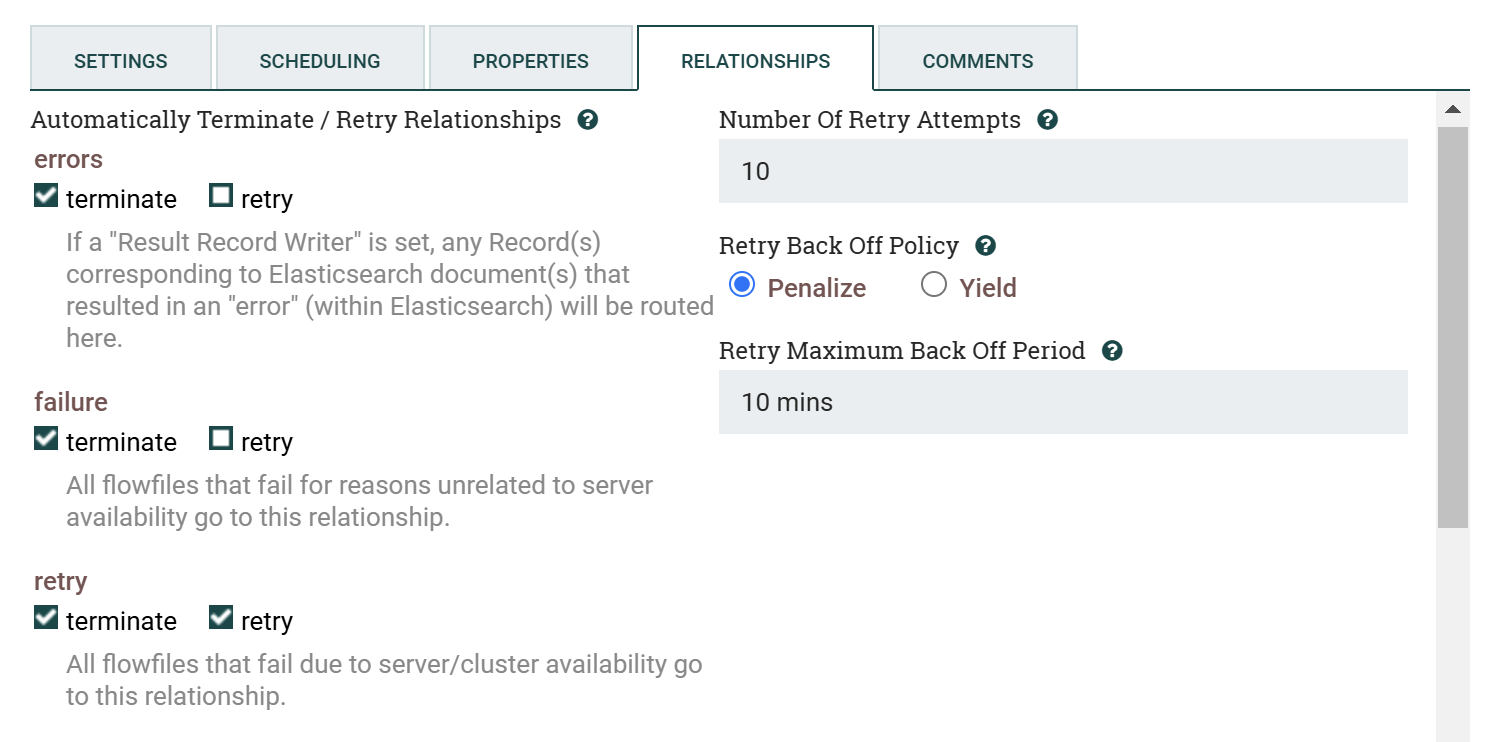 SETTINGS
SCHEDULING
PROPERTIES
RELATIONSHIPS
COMMENTS
Automatically Terminate / Retry Relationships ?
errors
terminate
retry
If a "Result Record Writer" is set, any Record(s)
corresponding to Elasticsearch document(s) that
resulted in an "error" (within Elasticsearch) will be routed
here.
failure
terminate
retry
All flowfiles that fail for reasons unrelated to server
availability go to this relationship.
retry
terminate
retry
All flowfiles that fail due to server/cluster availability go
to this relationship.
Number Of Retry Attempts ?
10
Retry Back Off Policy ?
Penalize
Yield
Retry Maximum Back Off Period ?
10 mins